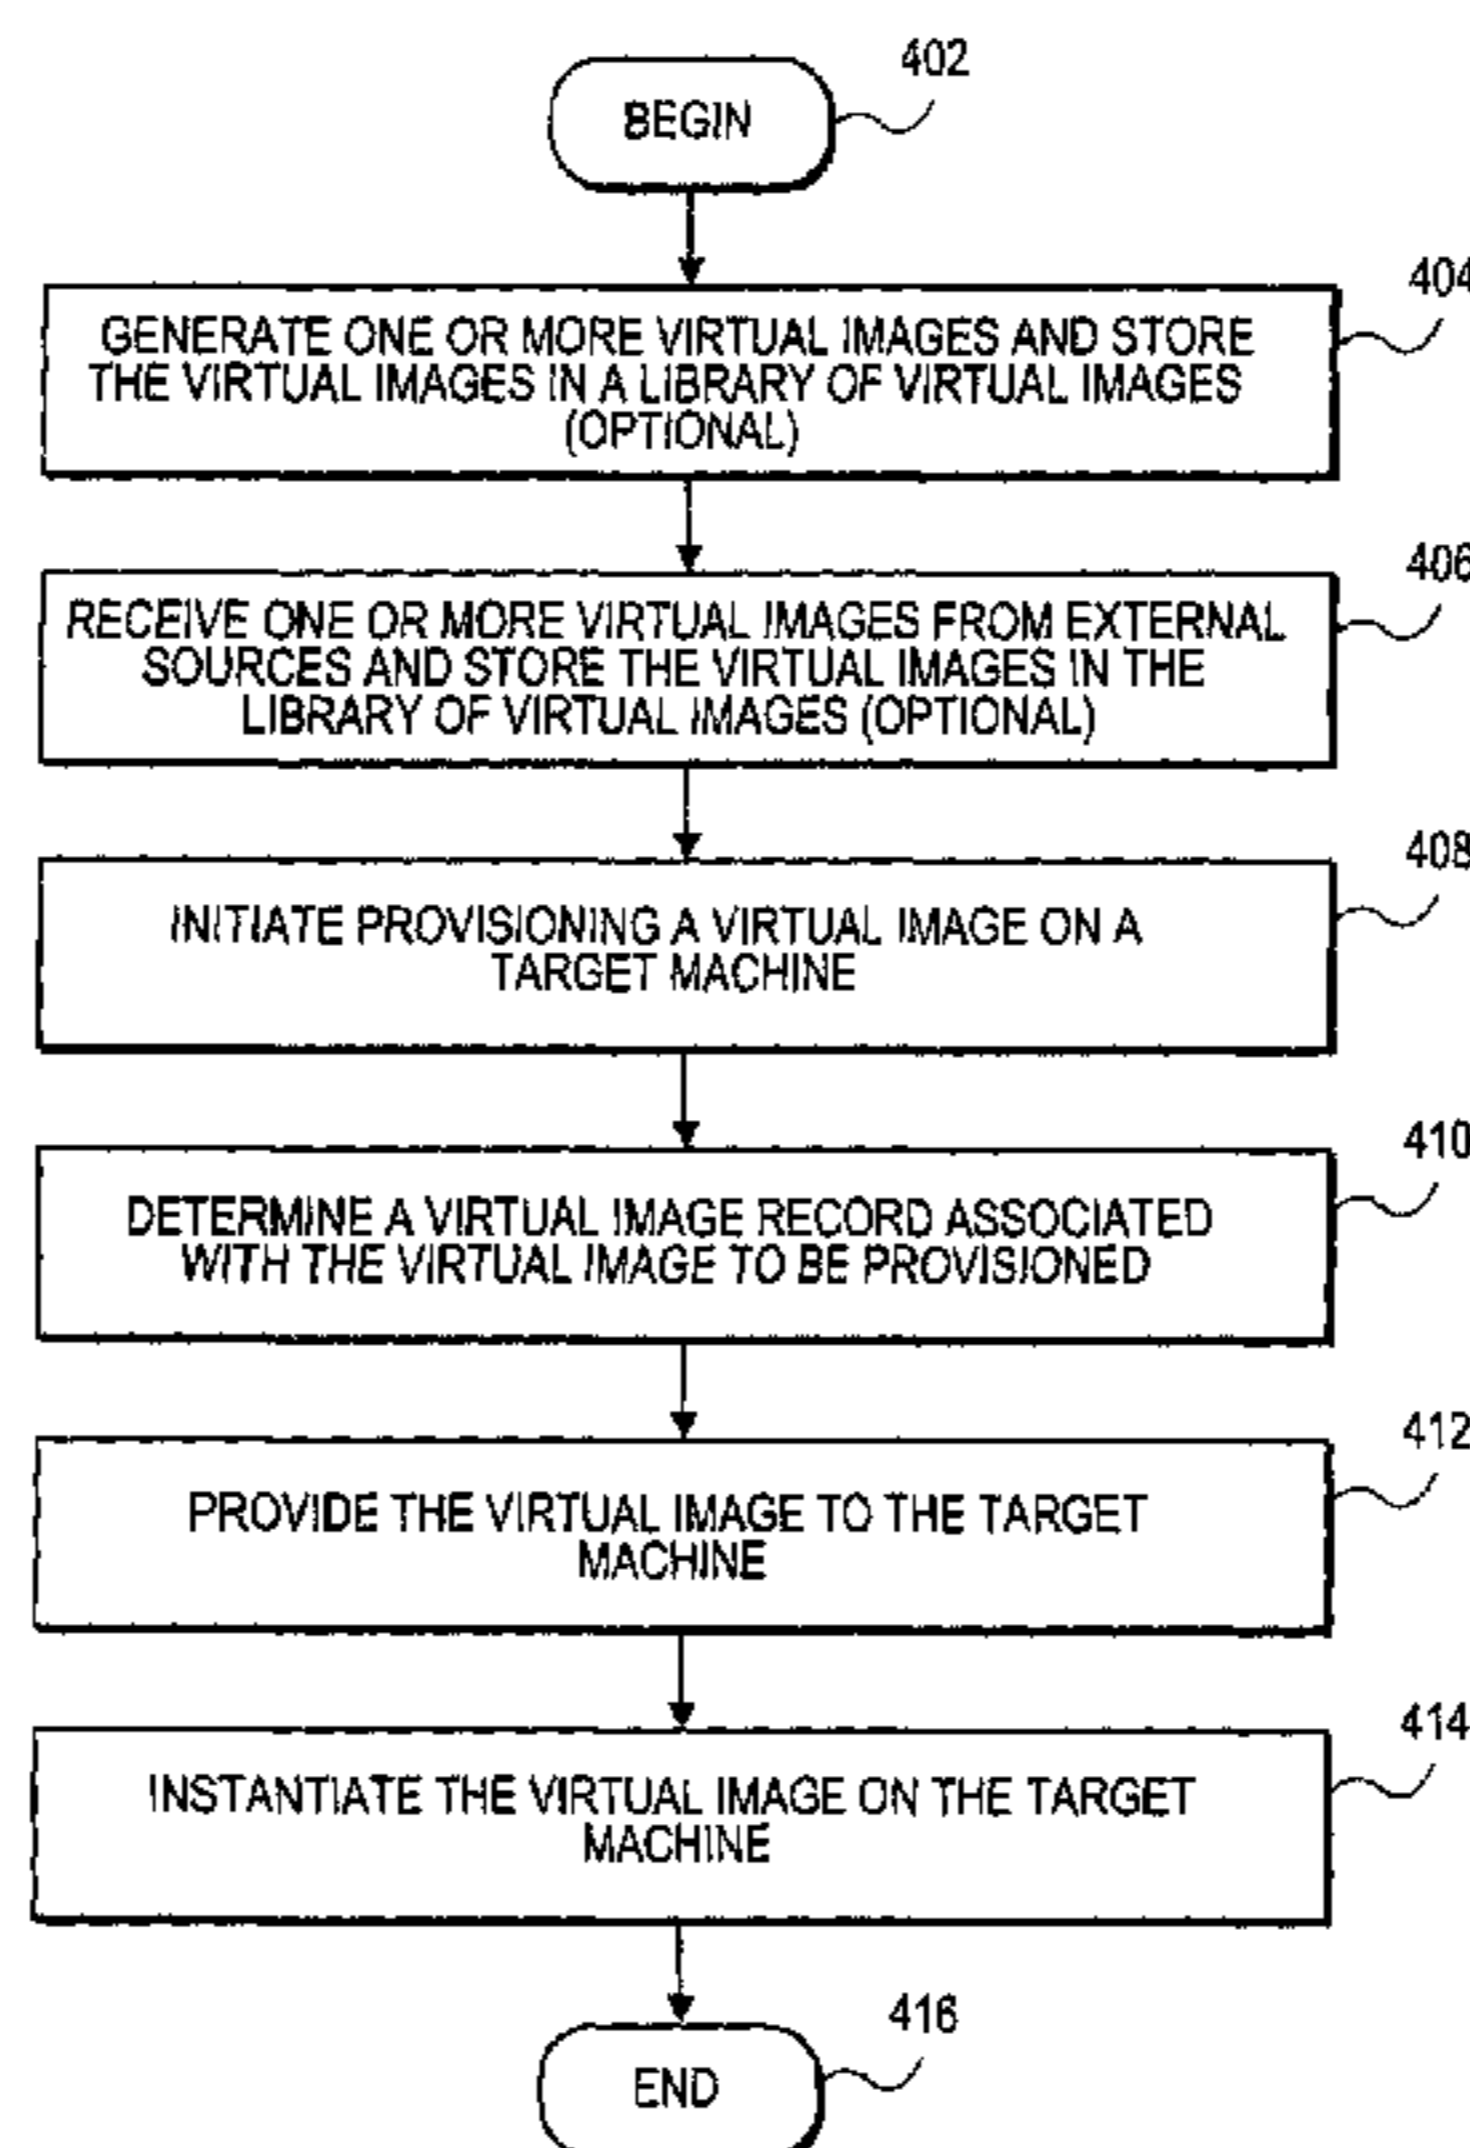 402
BEGIN
404
GENERATE ONE OR MORE VIRTUAL IMAGES AND STORE
THE VIRTUAL IMAGES IN A LIBRARY OF VIRTUAL IMAGES
(OPTIONAL)
406
RECEIVE ONE OR MORE VIRTUAL IMAGES FROM EXTERNAL
SOURCES AND STORE THE VIRTUAL IMAGES IN THE
LIBRARY OF VIRTUAL IMAGES (OPTIONAL)
408
INITIATE PROVISIONING A VIRTUAL IMAGE ON A
TARGET MACHINE
410
DETERMINE A VIRTUAL IMAGE RECORD ASSOCIATED
WITH THE VIRTUAL IMAGE TO BE PROVISIONED
412
PROVIDE THE VIRTUAL IMAGE TO THE TARGET
MACHINE
414
INSTANTIATE THE VIRTUAL IMAGE ON THE TARGET
MACHINE
416
END